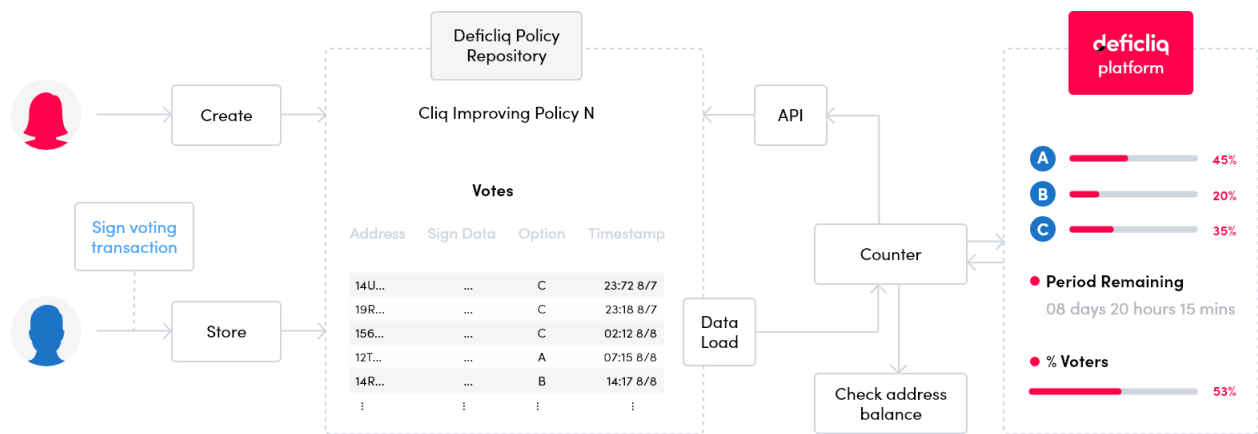 Deficliq Policy
Repository
deficliq
platform
Create
Cliq Improving Policy N
API
Votes
Sign voting
transaction
Address Sign Data Option Timestamp
14U... ... C 23:72 8/7
19R... ... C 23:18 8/7
156... ... C 02:12 8/8
12T... ... A 07:15 8/8
14R... ... B 14:17 8/8
⋮ ⋮ ⋮ ⋮
Store
Data
Load
Counter
Check address
balance
A 45%
B 20%
C 35%
Period Remaining
08 days 20 hours 15 mins
% Voters
53%